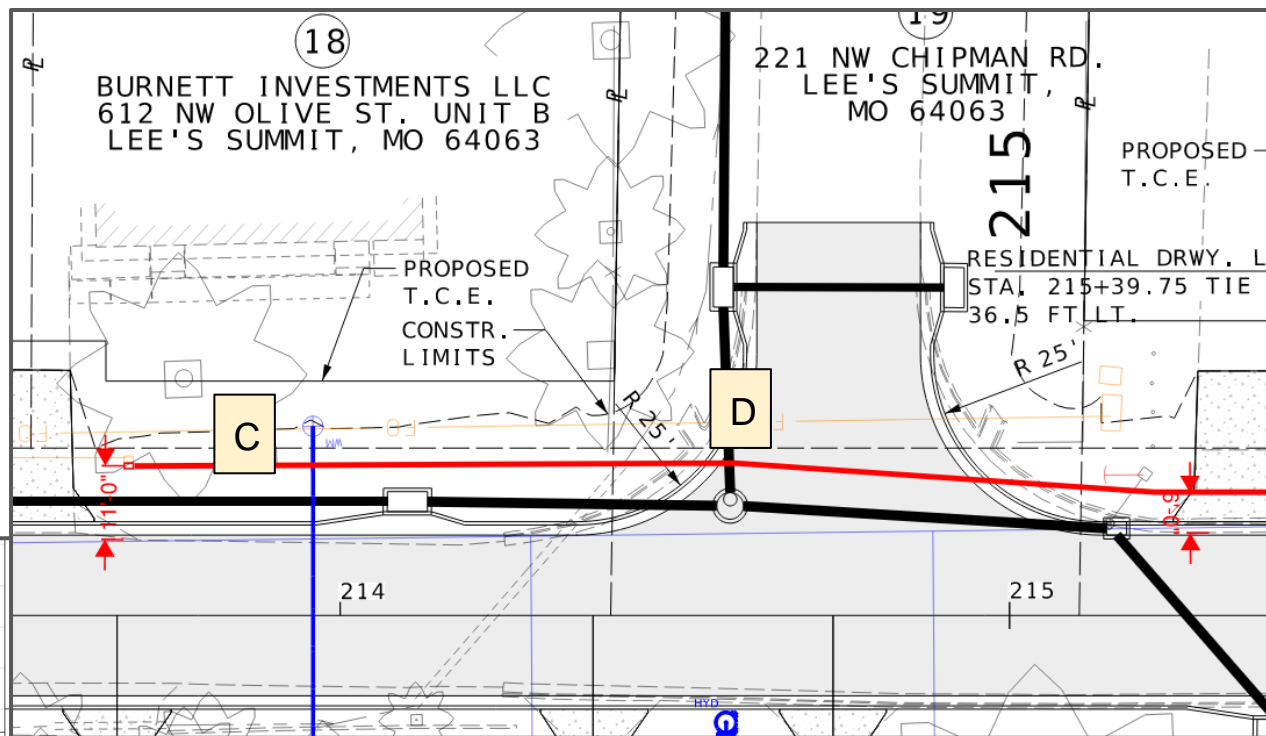 18
BURNETT INVESTMENTS LLC
612 NW OLIVE ST. UNIT B
LEE'S SUMMIT, MO 64063
19
221 NW CHIPMAN RD.
LEE'S SUMMIT,
MO 64063
215
PROPOSED
T.C.E.
RESIDENTIAL DRWY. L
STA. 215+39.75 TIE
36.5 FT LT.
PROPOSED
T.C.E.
CONSTR.
LIMITS
R 25'
R 25'
C
D
FO
FO
WM
11'-0"
214
215
HYD
G